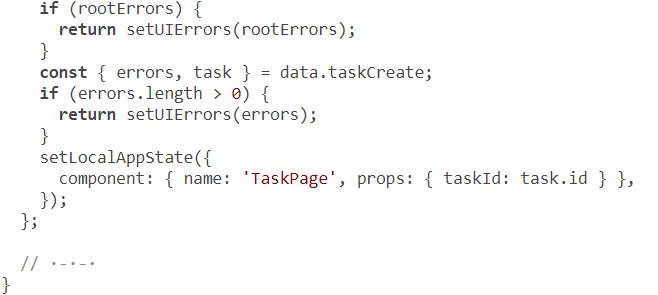 if (rootErrors) {
return setUIErrors(rootErrors);
}
const { errors, task } = data.taskCreate;
if (errors.length > 0) {
return setUIErrors(errors);
}
setLocalAppState({
component: { name: 'TaskPage', props: { taskId: task.id } },
});
};
// ·-·-·
}